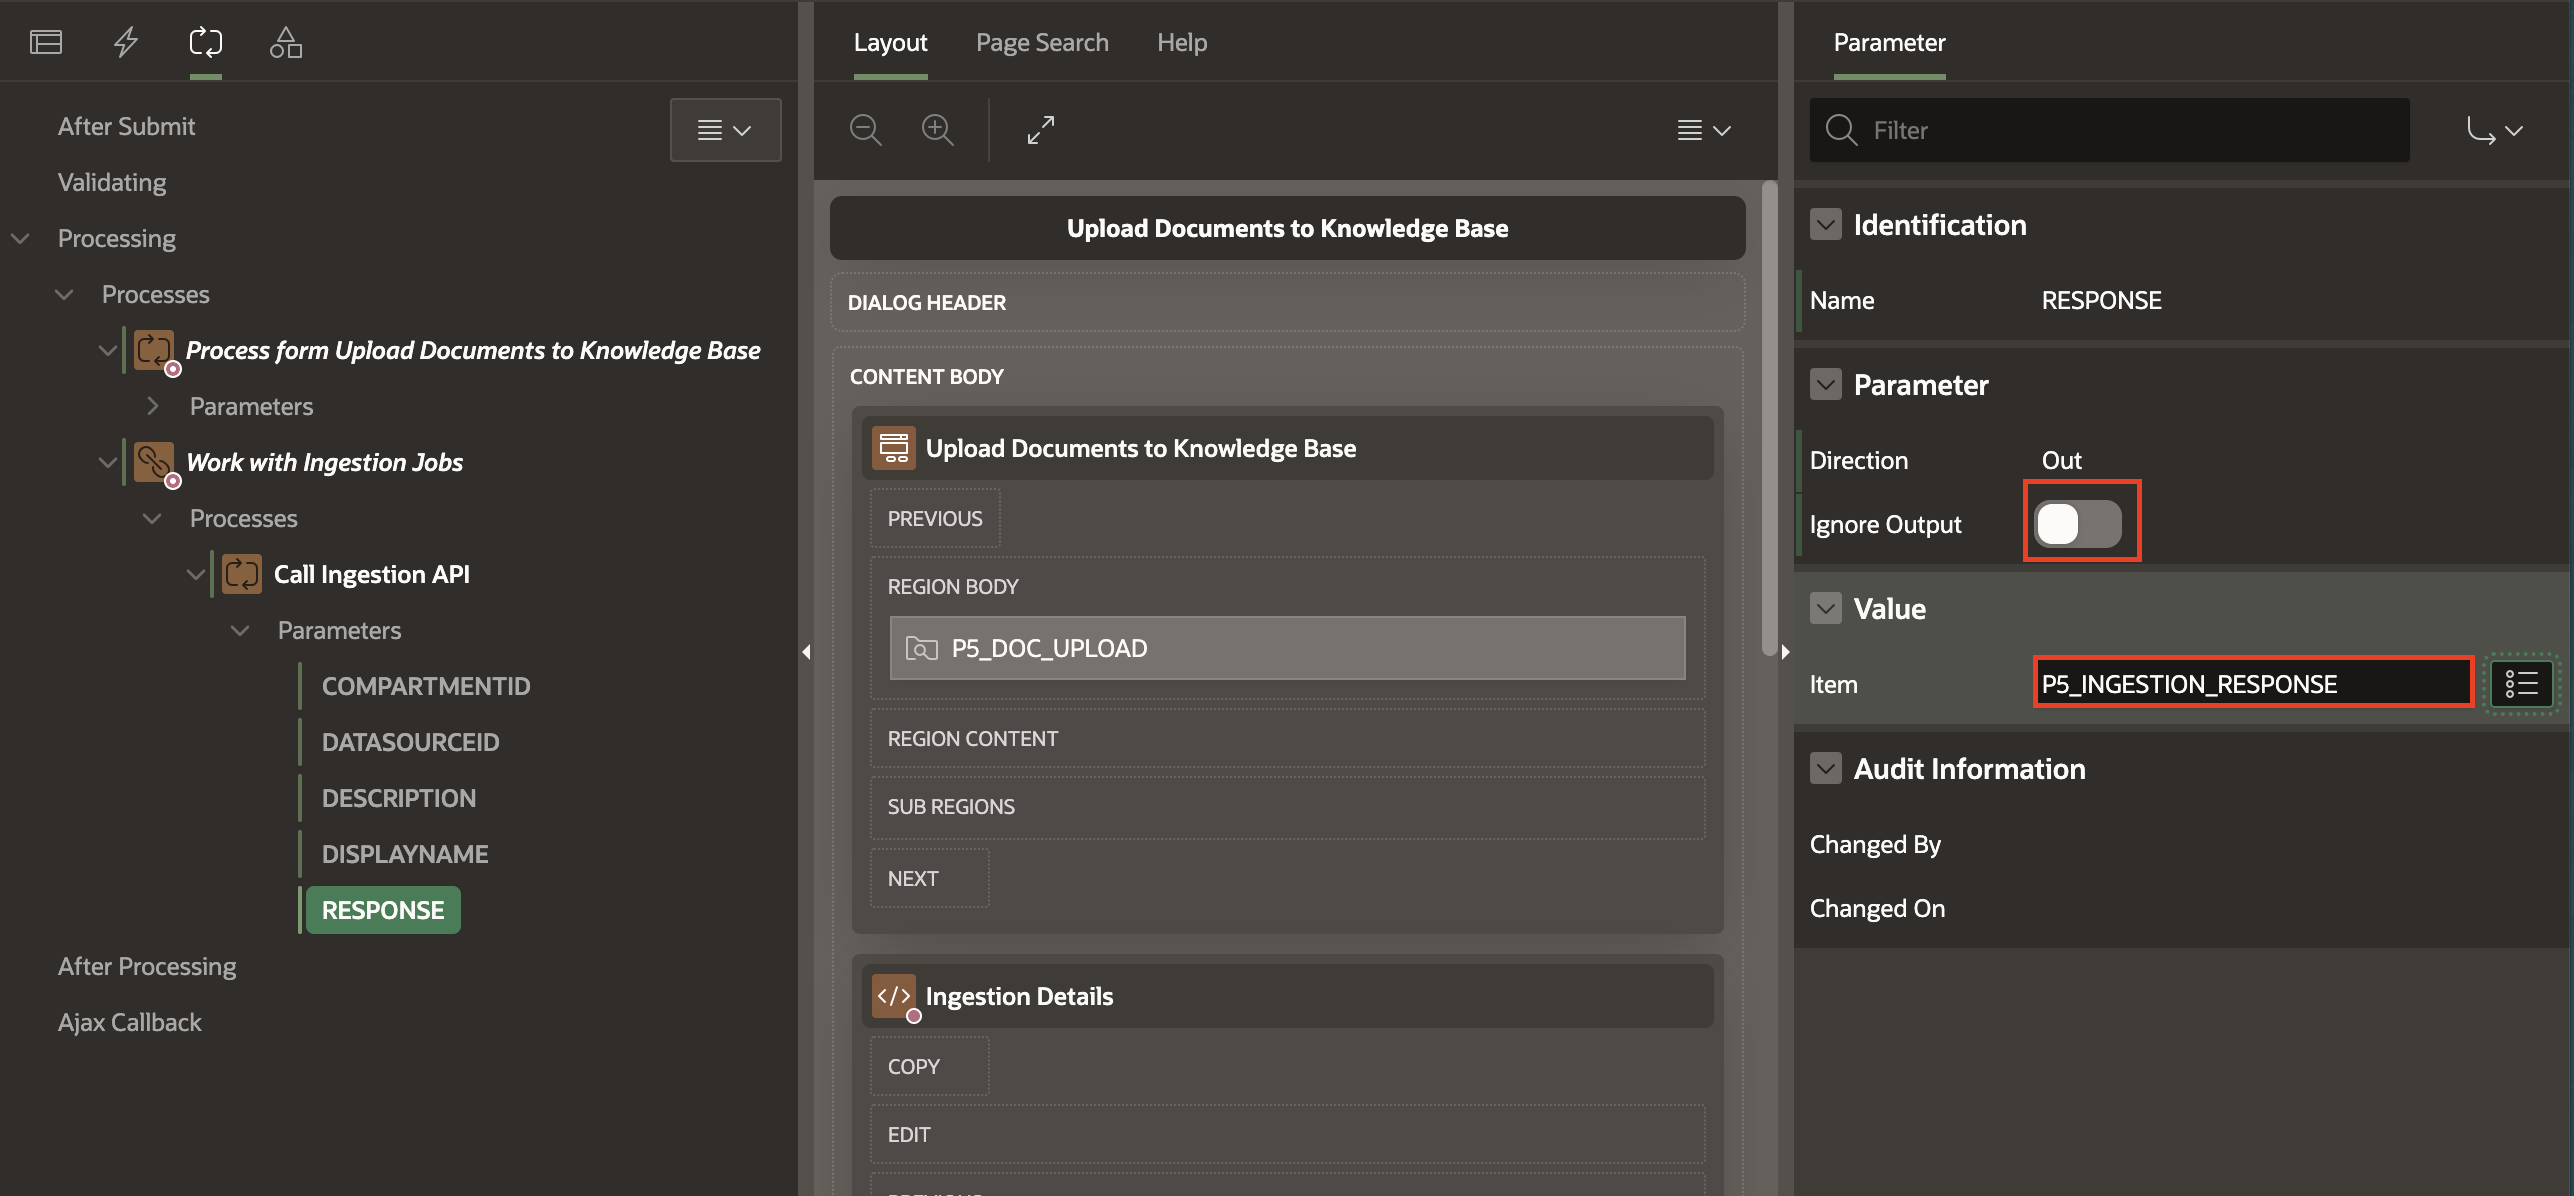 After Submit
Validating
Processing
Processes
Process form Upload Documents to Knowledge Base
Parameters
Work with Ingestion Jobs
Processes
Call Ingestion API
Parameters
COMPARTMENTID
DATASOURCEID
DESCRIPTION
DISPLAYNAME
RESPONSE
After Processing
Ajax Callback
Layout
Page Search
Help
Upload Documents to Knowledge Base
DIALOG HEADER
CONTENT BODY
Upload Documents to Knowledge Base
PREVIOUS
REGION BODY
P5_DOC_UPLOAD
REGION CONTENT
SUB REGIONS
NEXT
Ingestion Details
COPY
EDIT
Parameter
Filter
Identification
Name RESPONSE
Parameter
Direction Out
Ignore Output
Value
Item P5_INGESTION_RESPONSE
Audit Information
Changed By
Changed On